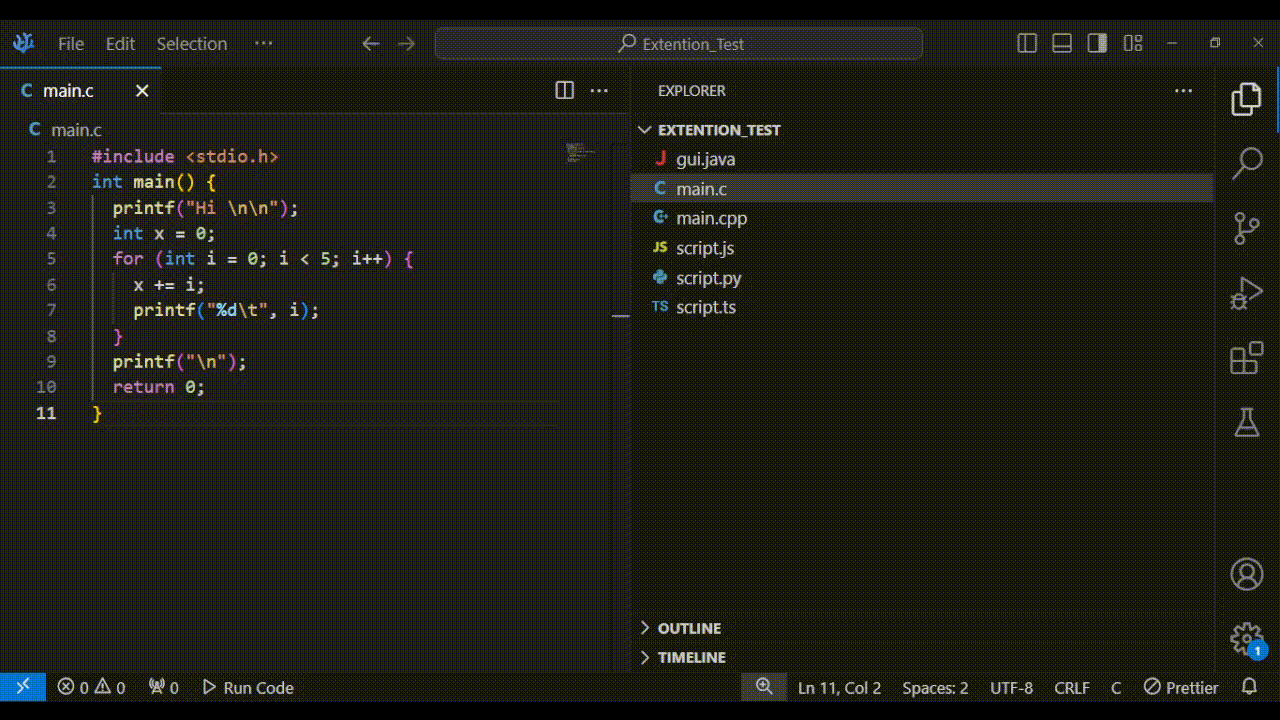 File Edit Selection ··· Extention_Test
main.c
main.c
1 #include <stdio.h>
2 int main() {
3 printf("Hi \n\n");
4 int x = 0;
5 for (int i = 0; i < 5; i++) {
6 x += i;
7 printf("%d\t", i);
8 }
9 printf("\n");
10 return 0;
11 }
EXPLORER
EXTENTION_TEST
J gui.java
C main.c
C+ main.cpp
JS script.js
script.py
TS script.ts
OUTLINE
TIMELINE
1
0 0 0 Run Code Ln 11, Col 2 Spaces: 2 UTF-8 CRLF C Prettier